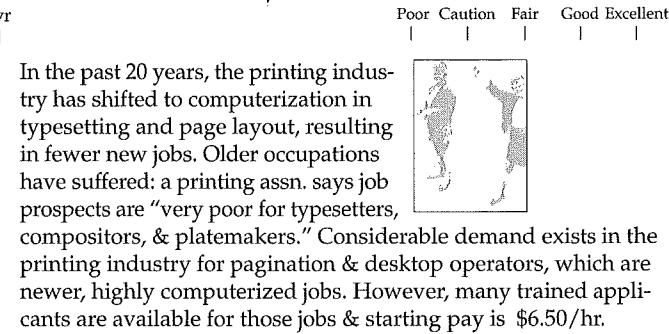 yr
Poor Caution Fair Good Excellent
In the past 20 years, the printing indus-
try has shifted to computerization in
typesetting and page layout, resulting
in fewer new jobs. Older occupations
have suffered: a printing assn. says job
prospects are “very poor for typesetters,
compositors, & platemakers.” Considerable demand exists in the
printing industry for pagination & desktop operators, which are
newer, highly computerized jobs. However, many trained appli-
cants are available for those jobs & starting pay is $6.50/hr.